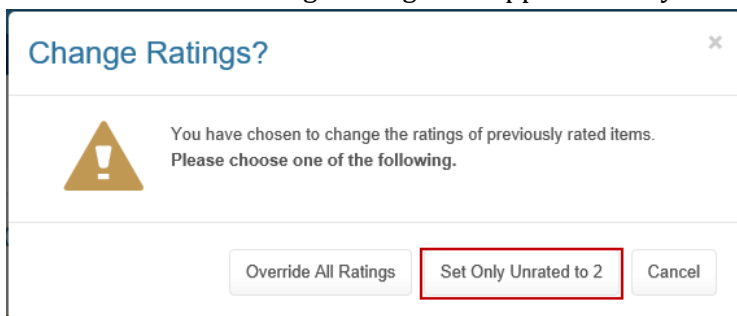 Change Ratings?
×
You have chosen to change the ratings of previously rated items.
Please choose one of the following.
Override All Ratings
Set Only Unrated to 2
Cancel